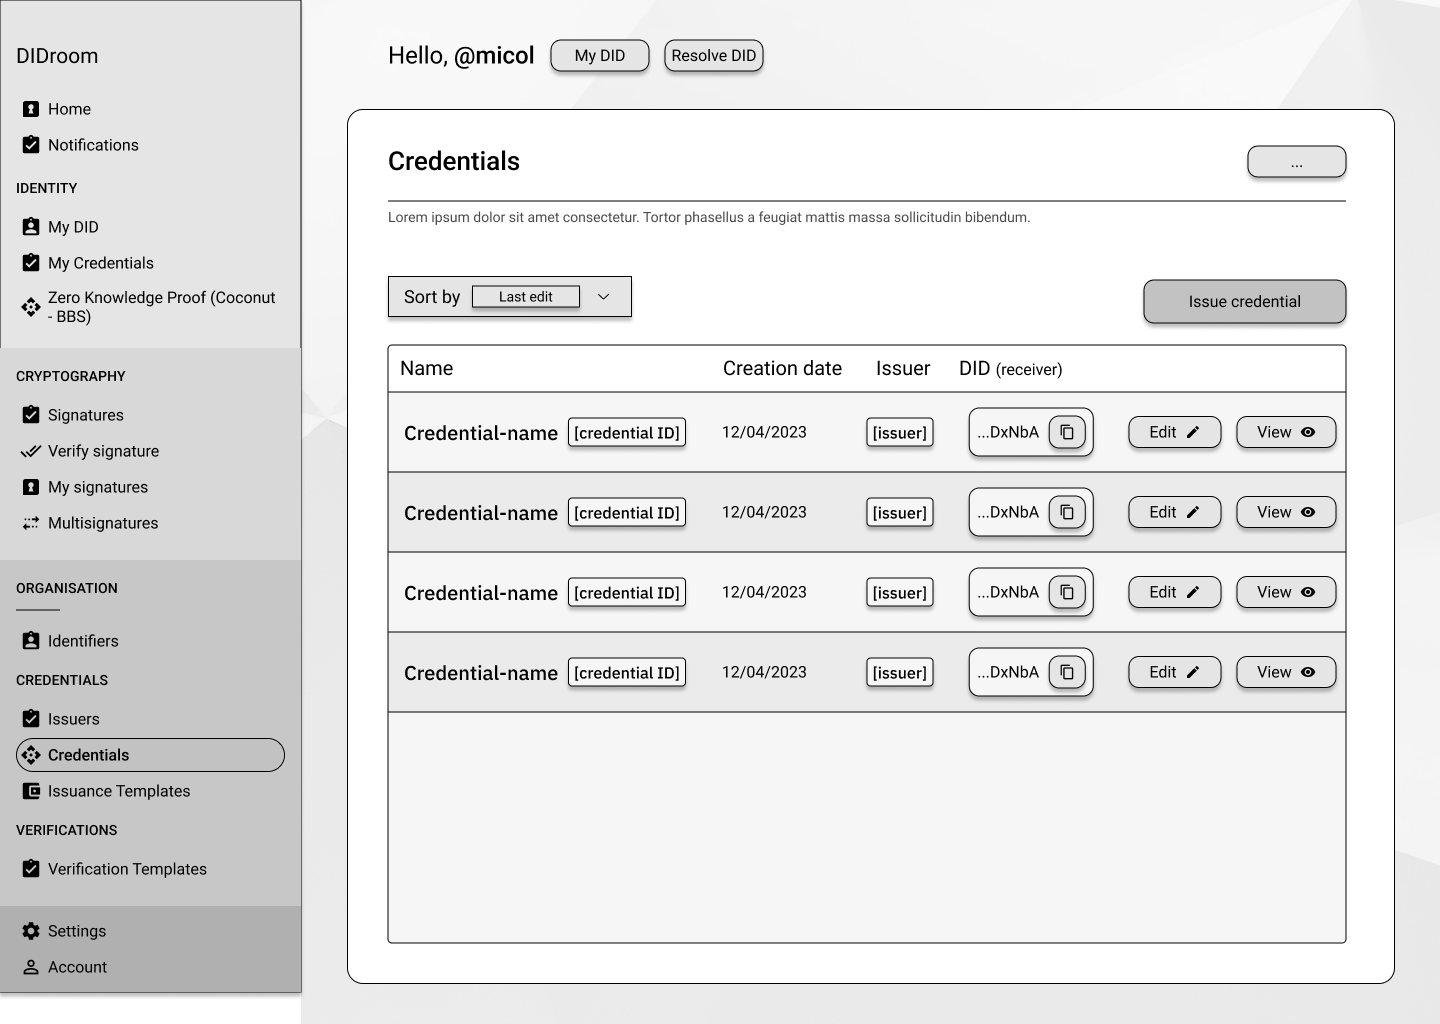 DIDroom
Home
Notifications
IDENTITY
My DID
My Credentials
Zero Knowledge Proof (Coconut
- BBS)
CRYPTOGRAPHY
Signatures
Verify signature
My signatures
Multisignatures
ORGANISATION
Identifiers
CREDENTIALS
Issuers
Credentials
Issuance Templates
VERIFICATIONS
Verification Templates
Settings
Account
Hello, @micol My DID Resolve DID
Credentials ...
Lorem ipsum dolor sit amet consectetur. Tortor phasellus a feugiat mattis massa sollicitudin bibendum.
Sort by Last edit Issue credential
Name Creation date Issuer DID (receiver)
Credential-name [credential ID] 12/04/2023 [issuer] ...DxNbA Edit View
Credential-name [credential ID] 12/04/2023 [issuer] ...DxNbA Edit View
Credential-name [credential ID] 12/04/2023 [issuer] ...DxNbA Edit View
Credential-name [credential ID] 12/04/2023 [issuer] ...DxNbA Edit View